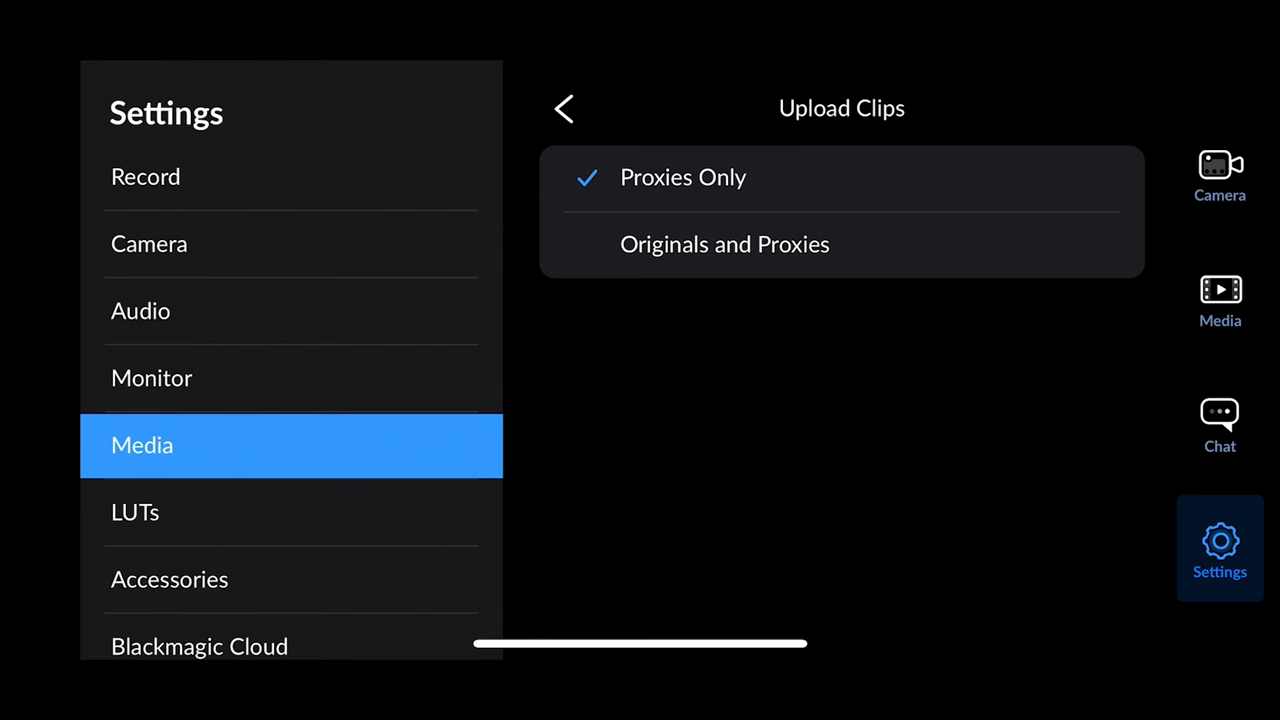 Settings
Record
Camera
Audio
Monitor
Media
LUTs
Accessories
Blackmagic Cloud
Upload Clips
Proxies Only
Originals and Proxies
Camera
Media
Chat
Settings